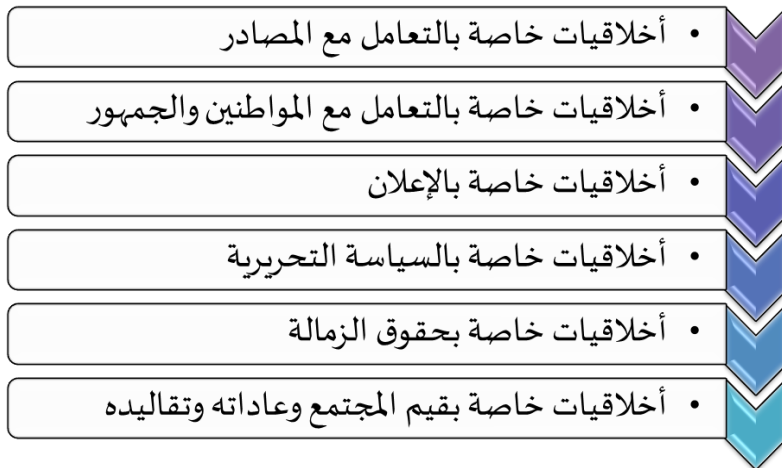 • أخلاقيات خاصة بالتعامل مع المصادر
• أخلاقيات خاصة بالتعامل مع المواطنين والجمهور
• أخلاقيات خاصة بالإعلان
• أخلاقيات خاصة بالسياسة التحريرية
• أخلاقيات خاصة بحقوق الزمالة
• أخلاقيات خاصة بقيم المجتمع وعاداته وتقاليده